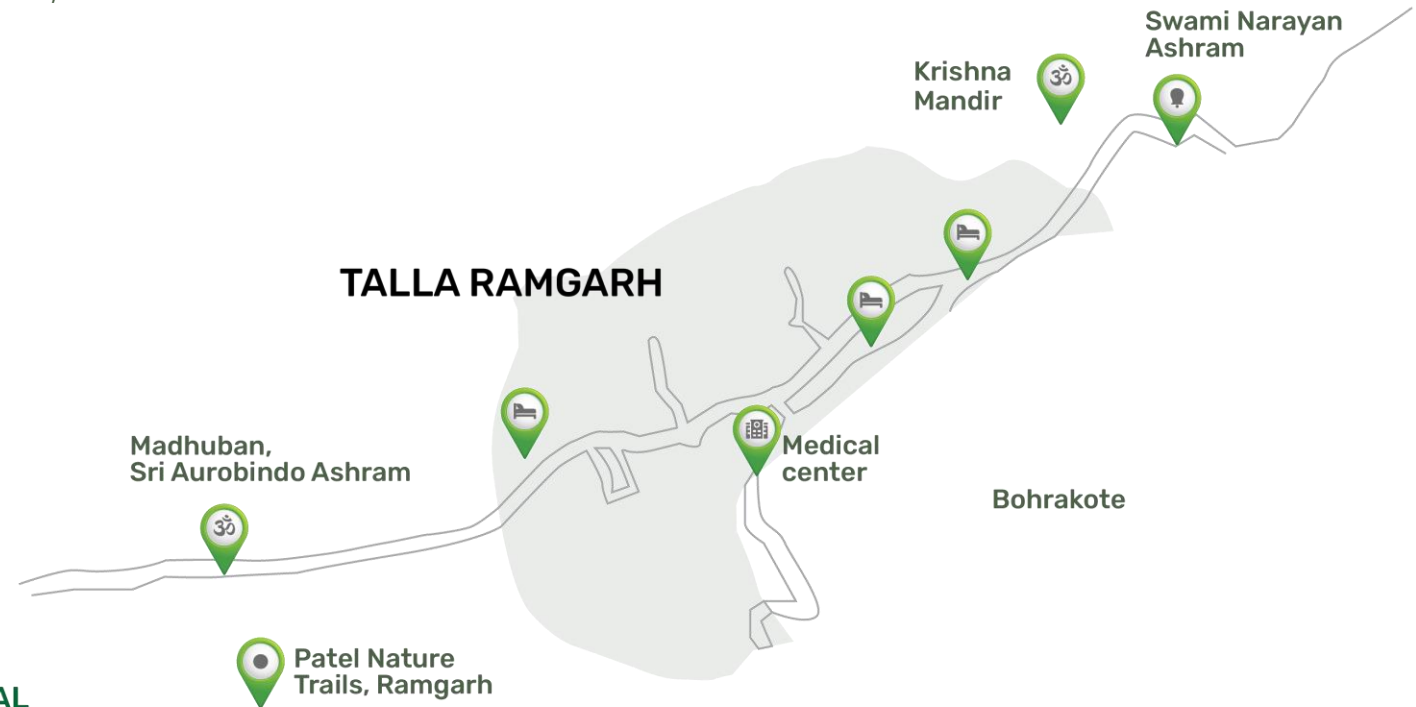 Swami Narayan
Ashram
Krishna
Mandir
ॐ
TALLA RAMGARH
Madhuban,
Sri Aurobindo Ashram
ॐ
Medical
center
Bohrakote
Patel Nature
Trails, Ramgarh
AL